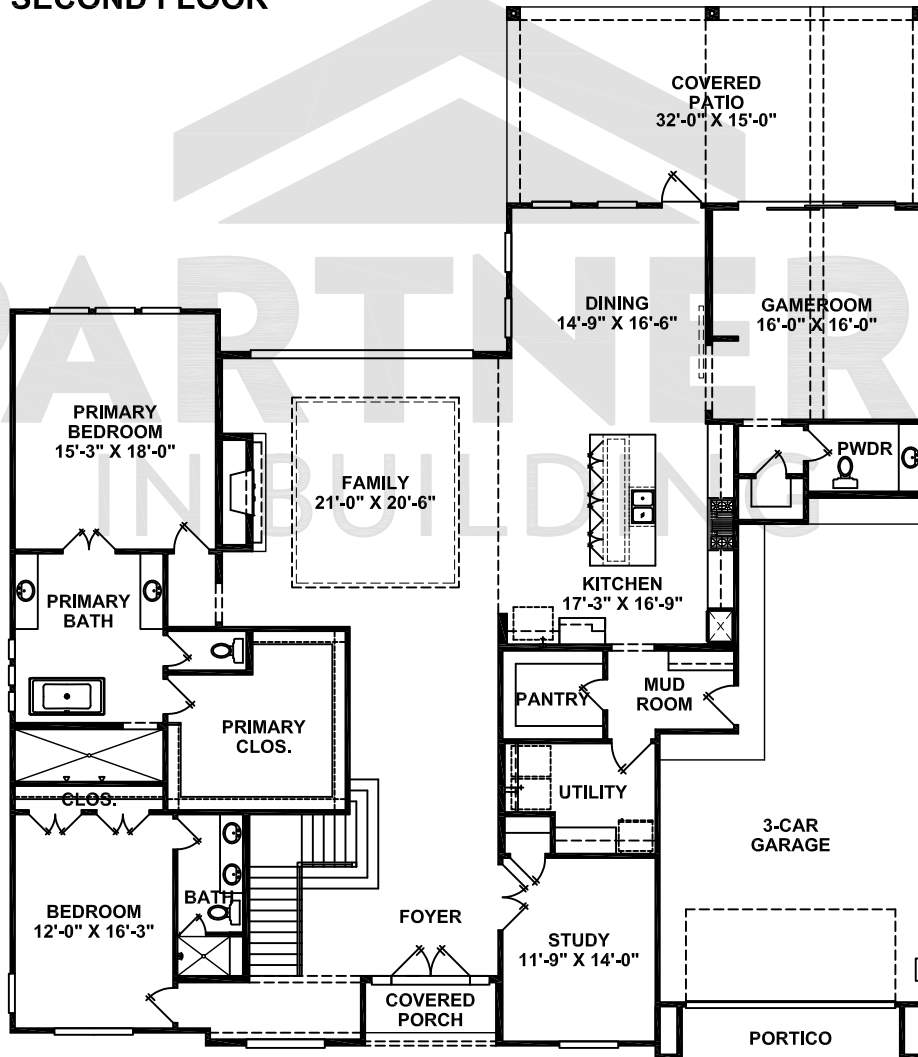 SECOND FLOOR
COVERED
PATIO
32'-0" X 15'-0"
DINING
14'-9" X 16'-6"
GAMEROOM
16'-0" X 16'-0"
PARTNER
IN BUILDING
PRIMARY
BEDROOM
15'-3" X 18'-0"
FAMILY
21'-0" X 20'-6"
PWDR
KITCHEN
17'-3" X 16'-9"
PRIMARY
BATH
PANTRY
MUD
ROOM
PRIMARY
CLOS.
UTILITY
CLOS.
3-CAR
GARAGE
BATH
BEDROOM
12'-0" X 16'-3"
FOYER
STUDY
11'-9" X 14'-0"
COVERED
PORCH
PORTICO